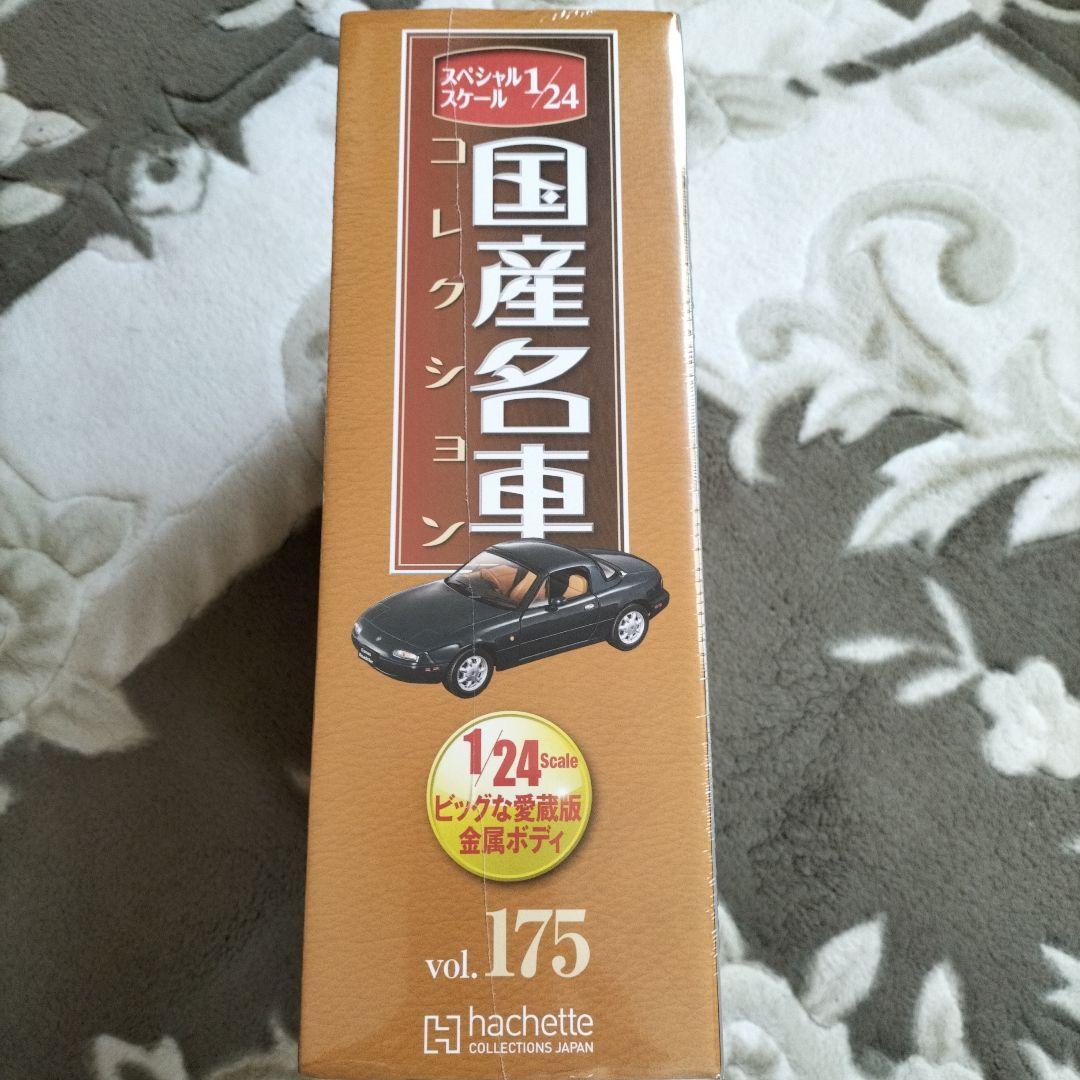 スペシャル
スケール
1/24
国産名車
コレクション
1/24 Scale
ビッグな愛蔵版
金属ボディ
vol. 175
hachette
COLLECTIONS JAPAN